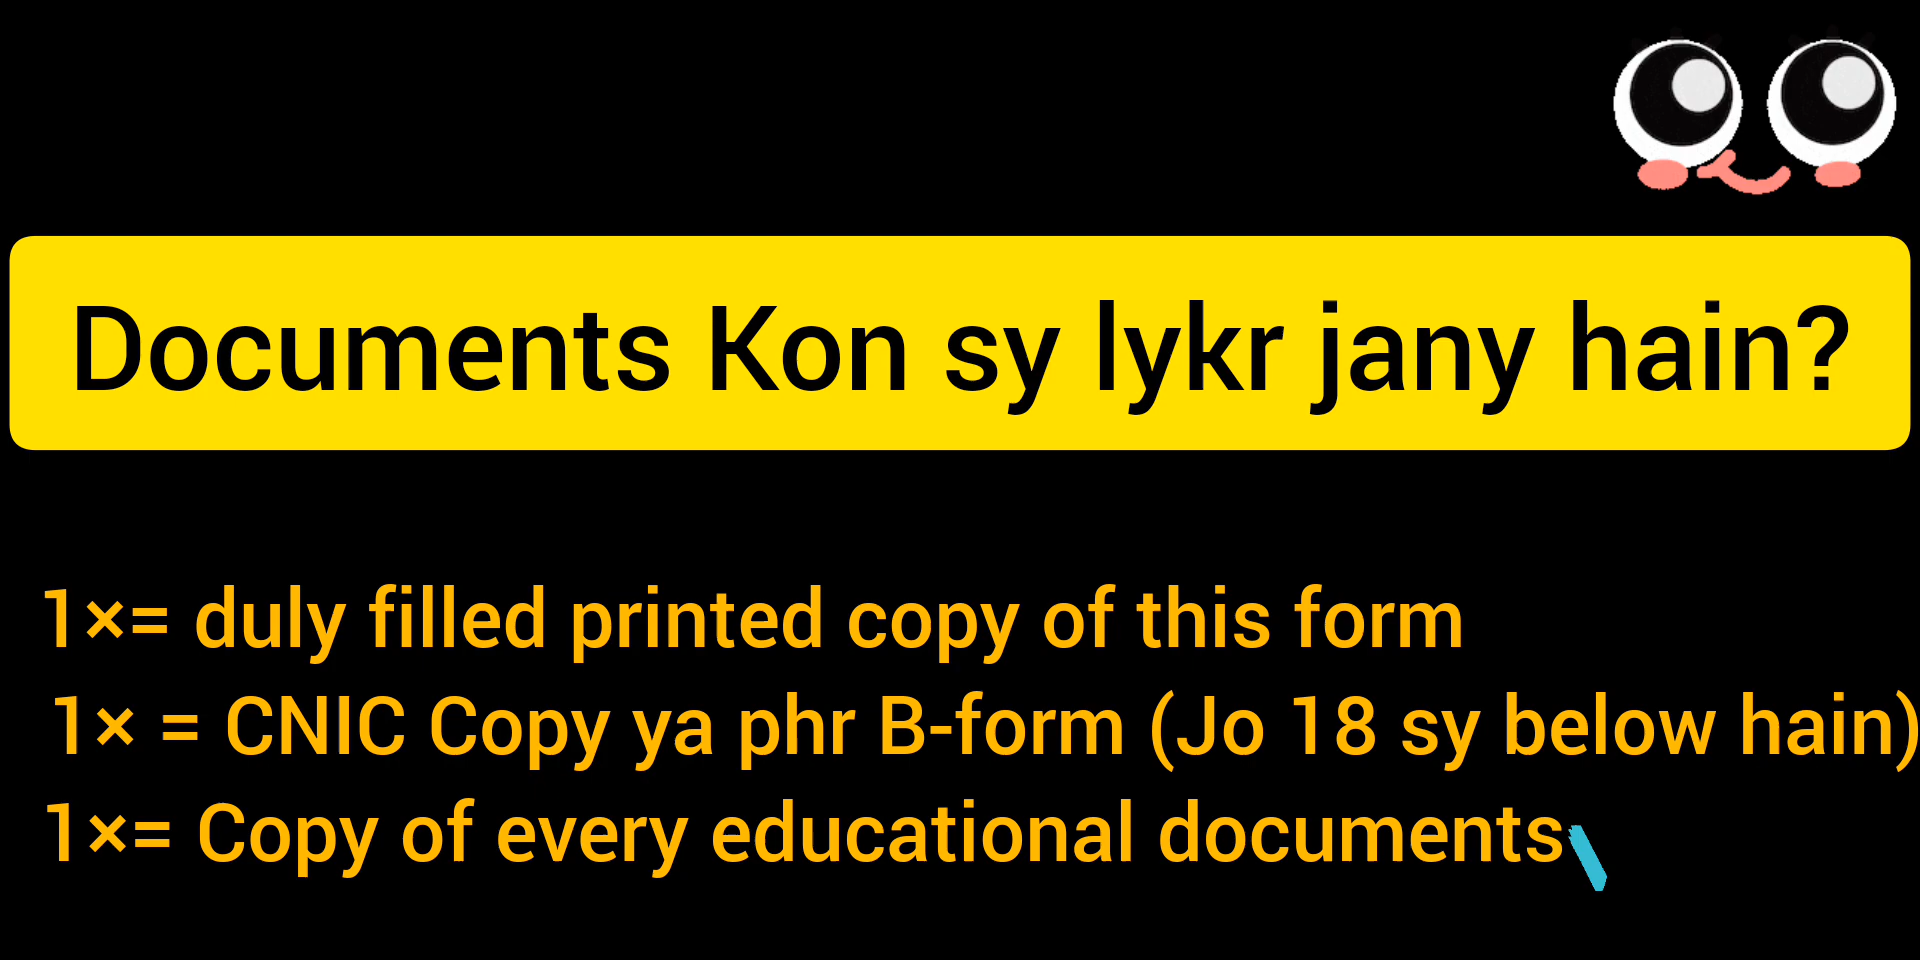 Documents Kon sy lykr jany hain?
1×= duly filled printed copy of this form
1× = CNIC Copy ya phr B-form (Jo 18 sy below hain)
1×= Copy of every educational documents